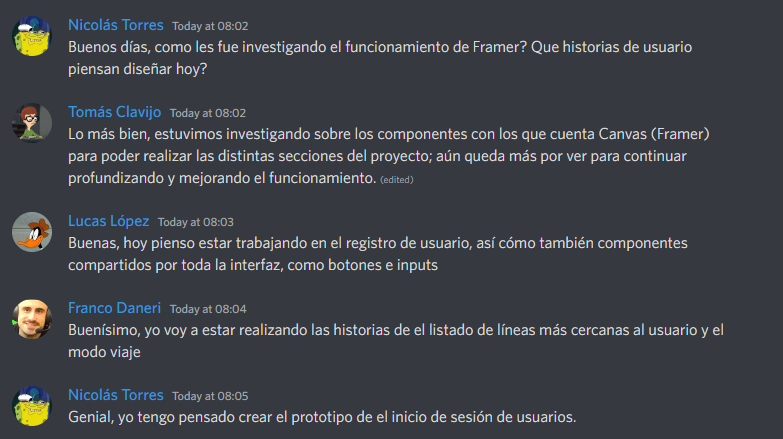 Nicolás Torres Today at 08:02
Buenos días, como les fue investigando el funcionamiento de Framer? Que historias de usuario
piensan diseñar hoy?
Tomás Clavijo Today at 08:02
Lo más bien, estuvimos investigando sobre los componentes con los que cuenta Canvas (Framer)
para poder realizar las distintas secciones del proyecto; aún queda más por ver para continuar
profundizando y mejorando el funcionamiento. (edited)
Lucas López Today at 08:03
Buenas, hoy pienso estar trabajando en el registro de usuario, así cómo también componentes
compartidos por toda la interfaz, como botones e inputs
Franco Daneri Today at 08:04
Buenísimo, yo voy a estar realizando las historias de el listado de líneas más cercanas al usuario y el
modo viaje
Nicolás Torres Today at 08:05
Genial, yo tengo pensado crear el prototipo de el inicio de sesión de usuarios.